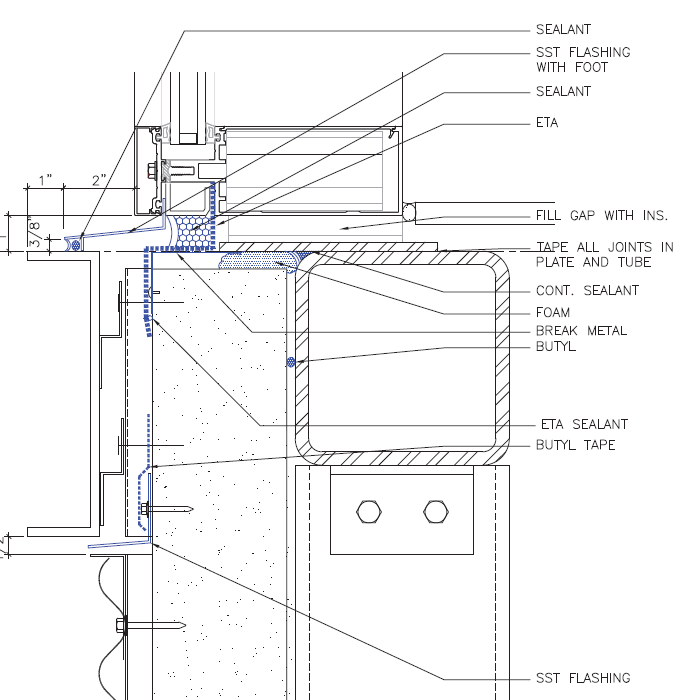 SEALANT
SST FLASHING
WITH FOOT
SEALANT
ETA
1"
2"
3/8"
FILL GAP WITH INS.
TAPE ALL JOINTS IN
PLATE AND TUBE
CONT. SEALANT
FOAM
BREAK METAL
BUTYL
ETA SEALANT
BUTYL TAPE
SST FLASHING